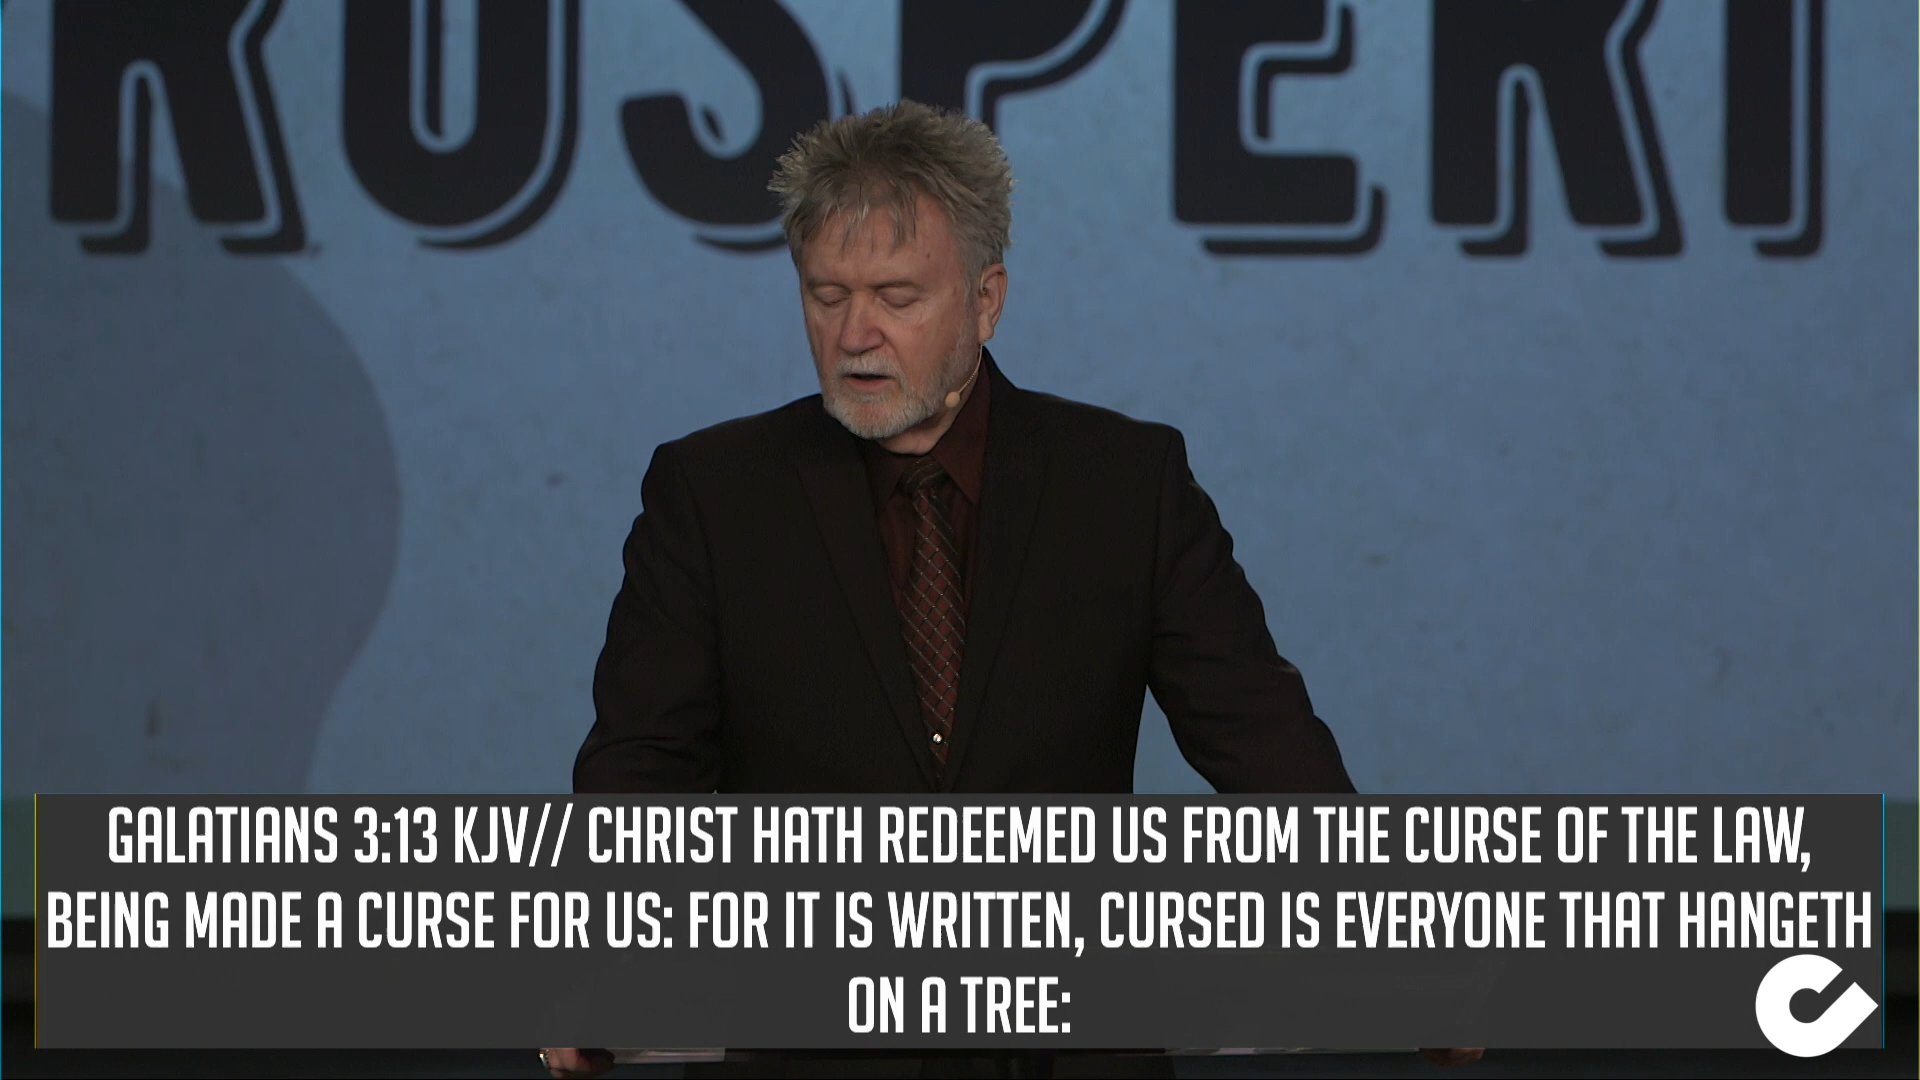 ROSPERI
GALATIANS 3:13 KJV// CHRIST HATH REDEEMED US FROM THE CURSE OF THE LAW,
BEING MADE A CURSE FOR US: FOR IT IS WRITTEN, CURSED IS EVERYONE THAT HANGETH
ON A TREE: